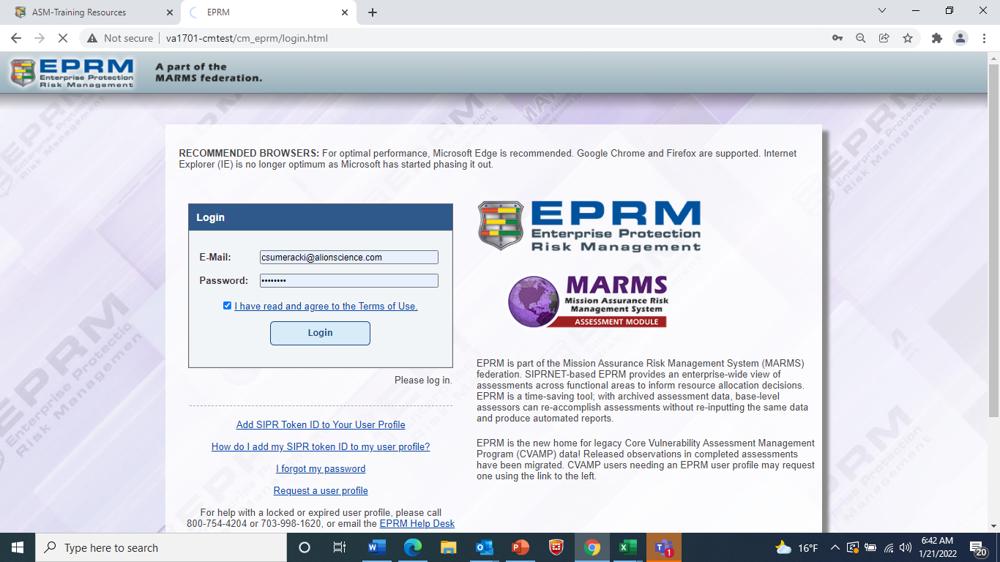 ASM-Training Resources
EPRM
Not secure
va1701-cmtest/cm_eprm/login.html
EPRM
Enterprise Protection
Risk Management
A part of the
MARMS federation.
RECOMMENDED BROWSERS: For optimal performance, Microsoft Edge is recommended. Google Chrome and Firefox are supported. Internet
Explorer (IE) is no longer optimum as Microsoft has started phasing it out.
Login
E-Mail:
csumeracki@alionscience.com
Password:
••••••••
I have read and agree to the Terms of Use.
Login
Please log in.
Add SIPR Token ID to Your User Profile
How do I add my SIPR token ID to my user profile?
I forgot my password
Request a user profile
For help with a locked or expired user profile, please call
800-754-4204 or 703-998-1620, or email the EPRM Help Desk
EPRM
Enterprise Protection
Risk Management
MARMS
Mission Assurance Risk
Management System
ASSESSMENT MODULE
EPRM is part of the Mission Assurance Risk Management System (MARMS)
federation. SIPRNET-based EPRM provides an enterprise-wide view of
assessments across functional areas to inform resource allocation decisions.
EPRM is a time-saving tool; with archived assessment data, base-level
assessors can re-accomplish assessments without re-inputting the same data
and produce automated reports.
EPRM is the new home for legacy Core Vulnerability Assessment Management
Program (CVAMP) data! Released observations in completed assessments
have been migrated. CVAMP users needing an EPRM user profile may request
one using the link to the left.
Type here to search
16°F
6:42 AM
1/21/2022
20
1